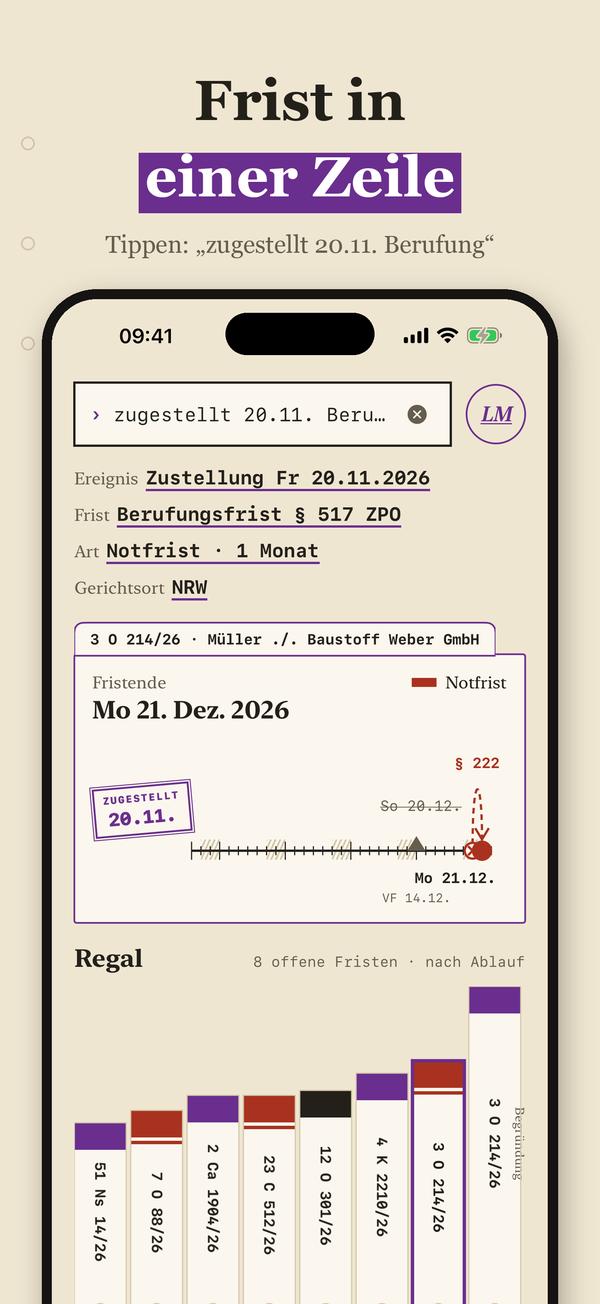 Frist in
einer Zeile
Tippen: „zugestellt 20.11. Berufung“
09:41
› zugestellt 20.11. Beru…
LM
Ereignis Zustellung Fr 20.11.2026
Frist Berufungsfrist § 517 ZPO
Art Notfrist · 1 Monat
Gerichtsort NRW
3 O 214/26 · Müller ./. Baustoff Weber GmbH
Fristende
Notfrist
Mo 21. Dez. 2026
§ 222
ZUGESTELLT
20.11.
So 20.12.
Mo 21.12.
VF 14.12.
Regal
8 offene Fristen · nach Ablauf
51 Ns 14/26
7 O 88/26
2 Ca 1904/26
23 C 512/26
12 O 301/26
4 K 2210/26
3 O 214/26
3 O 214/26
Begründung